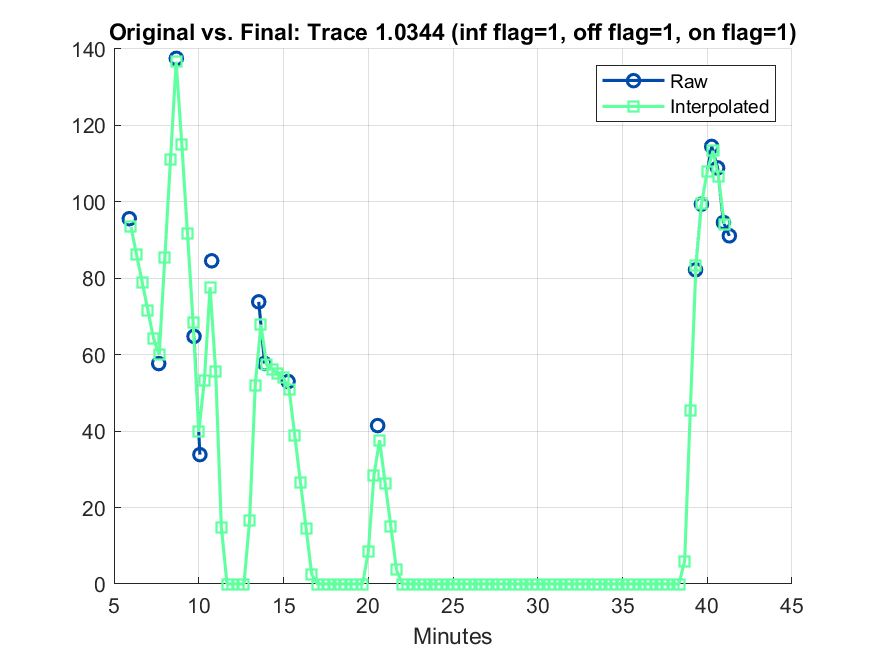 Original vs. Final: Trace 1.0344 (inf flag=1, off flag=1, on flag=1)
140
120
100
80
60
40
20
0
Raw
Interpolated
5 10 15 20 25 30 35 40 45
Minutes